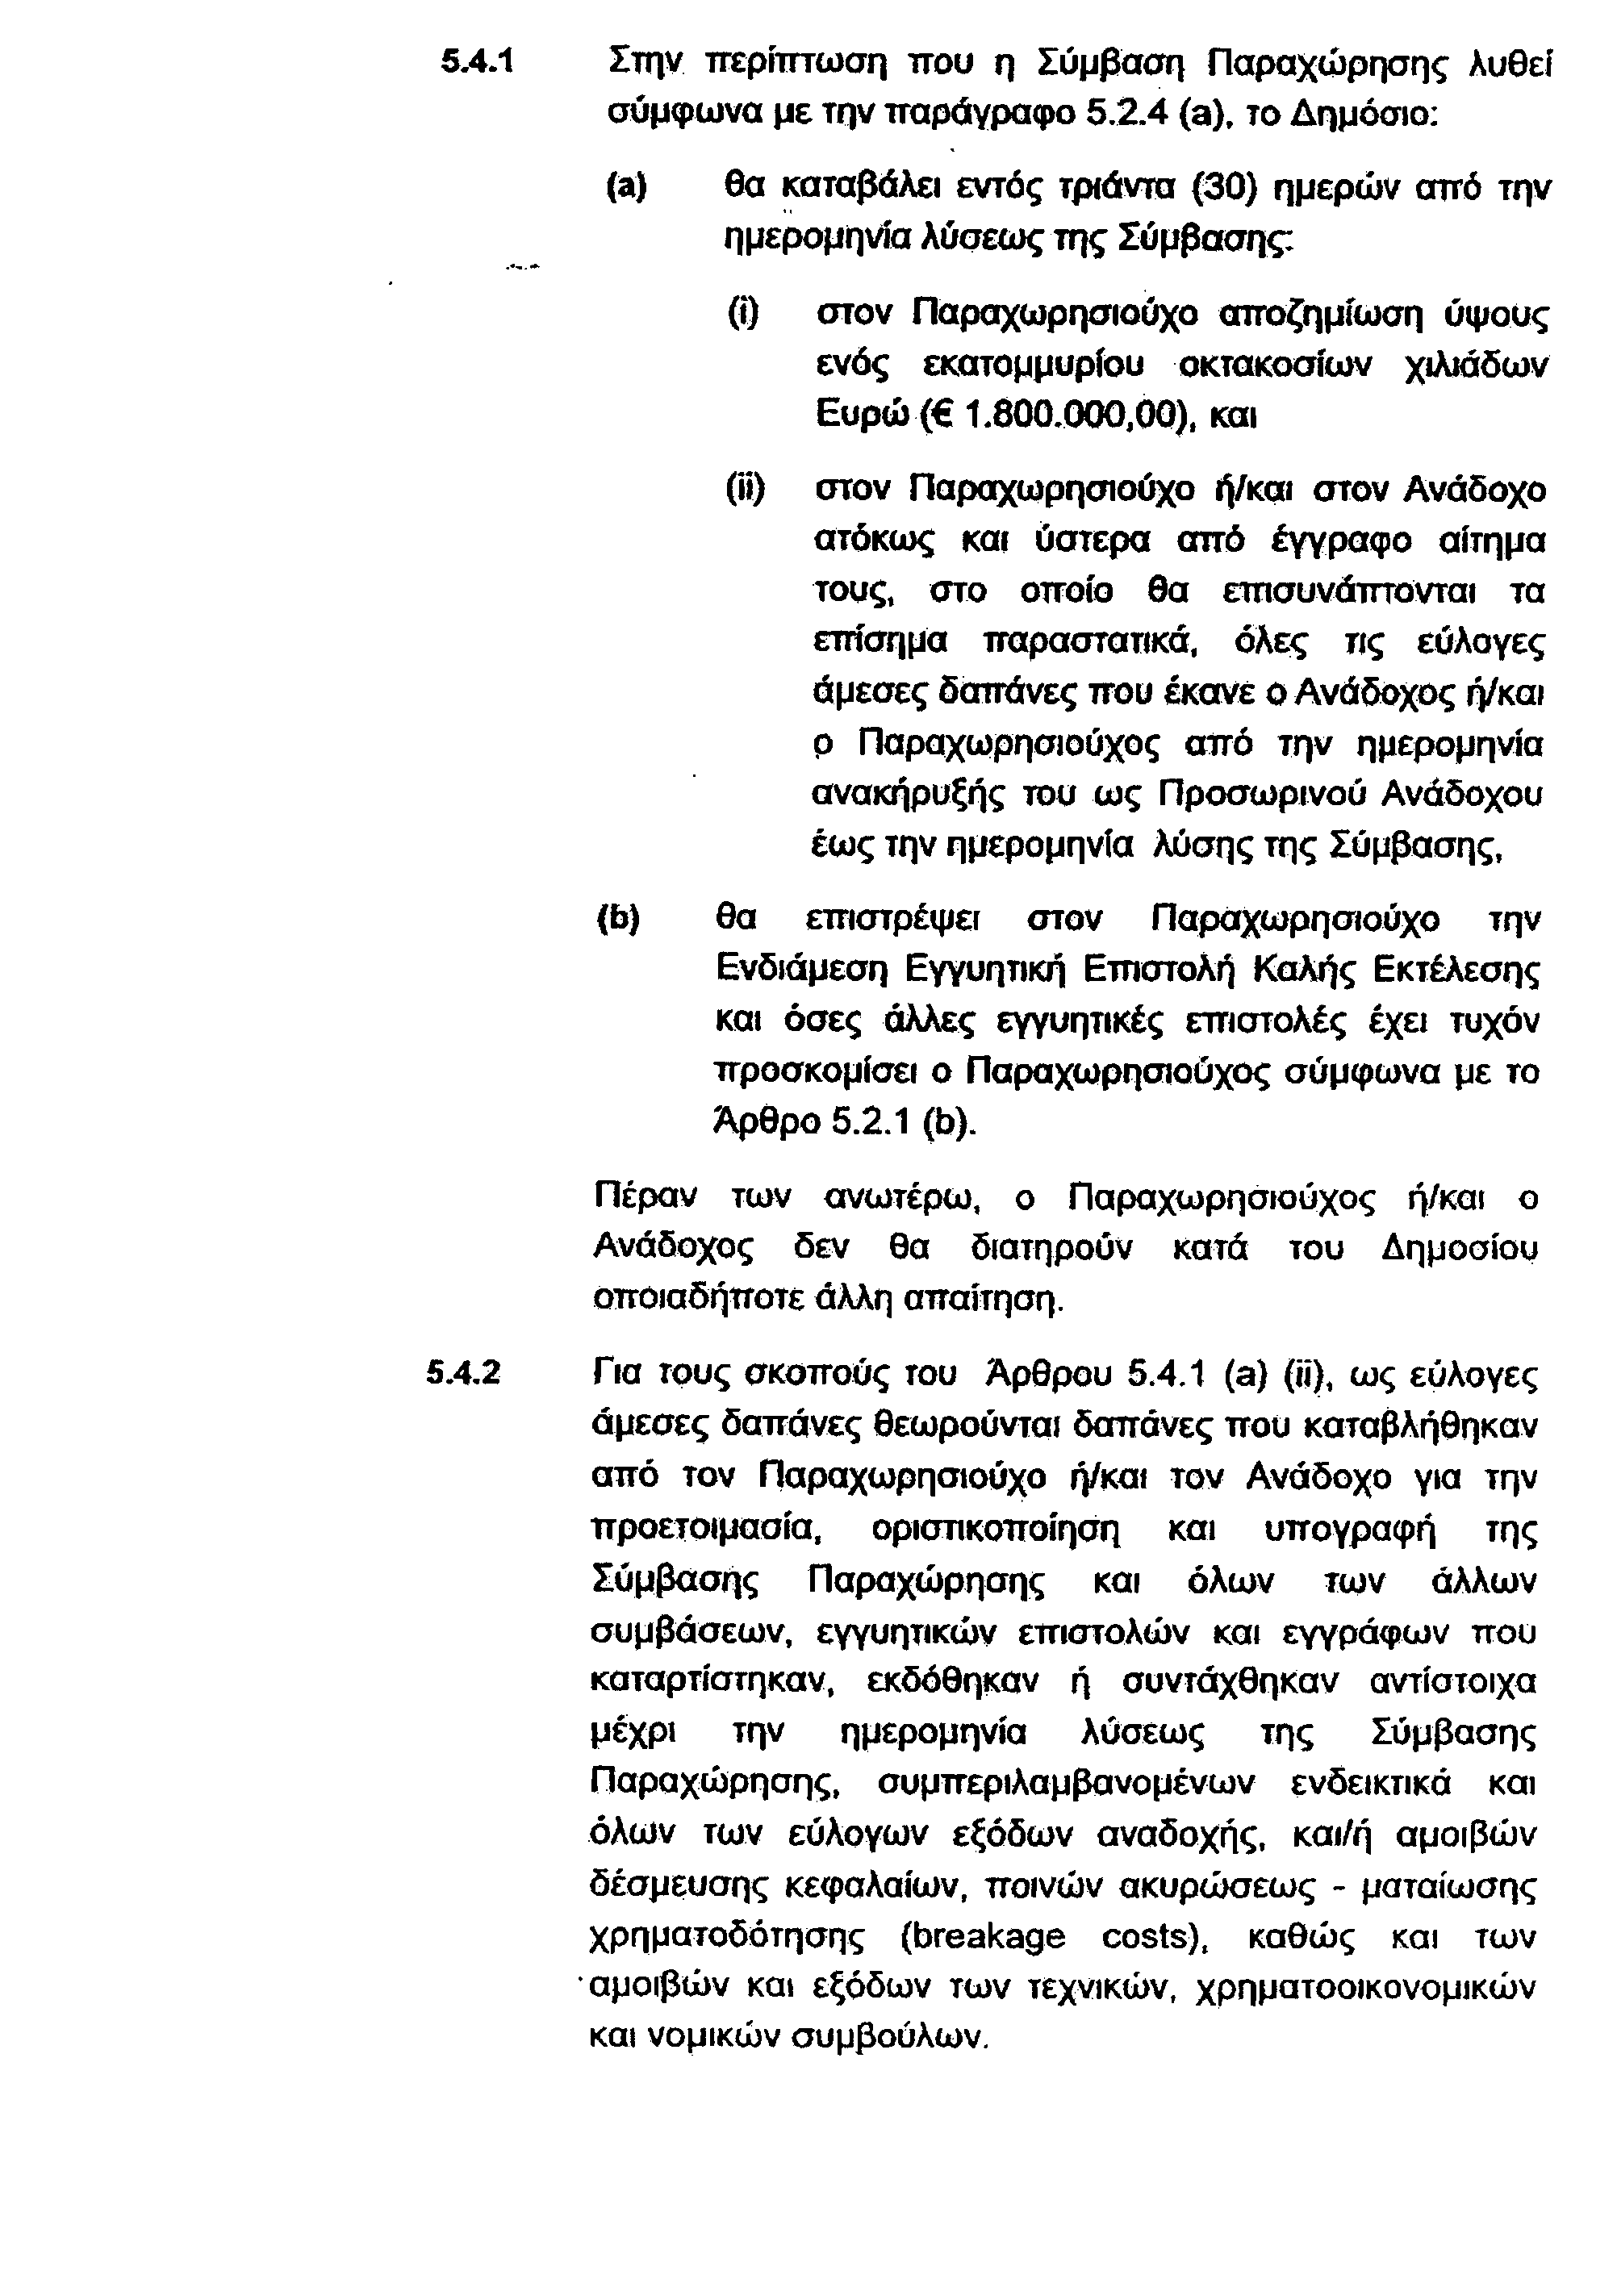 5.4.1 Στην περίπτωση που η Σύμβαση Παραχώρησης λυθεί
σύμφωνα με την παράγραφο 5.2.4 (a), το Δημόσιο:
(a) θα καταβάλει εντός τριάντα (30) ημερών από την
ημερομηνία λύσεως της Σύμβασης:
(i) στον Παραχωρησιούχο αποζημίωση ύψους
ενός εκατομμυρίου οκτακοσίων χιλιάδων
Ευρώ (€ 1.800.000,00), και
(ii) στον Παραχωρησιούχο ή/και στον Ανάδοχο
ατόκως και ύστερα από έγγραφο αίτημα
τους, στο οποίο θα επισυνάπτονται τα
επίσημα παραστατικά, όλες τις εύλογες
άμεσες δαπάνες που έκανε ο Ανάδοχος ή/και
ο Παραχωρησιούχος από την ημερομηνία
ανακήρυξής του ως Προσωρινού Ανάδοχου
έως την ημερομηνία λύσης της Σύμβασης,
(b) θα επιστρέψει στον Παραχωρησιούχο την
Ενδιάμεση Εγγυητική Επιστολή Καλής Εκτέλεσης
και όσες άλλες εγγυητικές επιστολές έχει τυχόν
προσκομίσει ο Παραχωρησιούχος σύμφωνα με το
Άρθρο 5.2.1 (b).
Πέραν των ανωτέρω, ο Παραχωρησιούχος ή/και ο
Ανάδοχος δεν θα διατηρούν κατά του Δημοσίου
οποιαδήποτε άλλη απαίτηση.
5.4.2 Για τους σκοπούς του Άρθρου 5.4.1 (a) (ii), ως εύλογες
άμεσες δαπάνες θεωρούνται δαπάνες που καταβλήθηκαν
από τον Παραχωρησιούχο ή/και τον Ανάδοχο για την
προετοιμασία, οριστικοποίηση και υπογραφή της
Σύμβασης Παραχώρησης και όλων των άλλων
συμβάσεων, εγγυητικών επιστολών και εγγράφων που
καταρτίστηκαν, εκδόθηκαν ή συντάχθηκαν αντίστοιχα
μέχρι την ημερομηνία λύσεως της Σύμβασης
Παραχώρησης, συμπεριλαμβανομένων ενδεικτικά και
όλων των εύλογων εξόδων αναδοχής, και/ή αμοιβών
δέσμευσης κεφαλαίων, ποινών ακυρώσεως - ματαίωσης
χρηματοδότησης (breakage costs), καθώς και των
αμοιβών και εξόδων των τεχνικών, χρηματοοικονομικών
και νομικών συμβούλων.